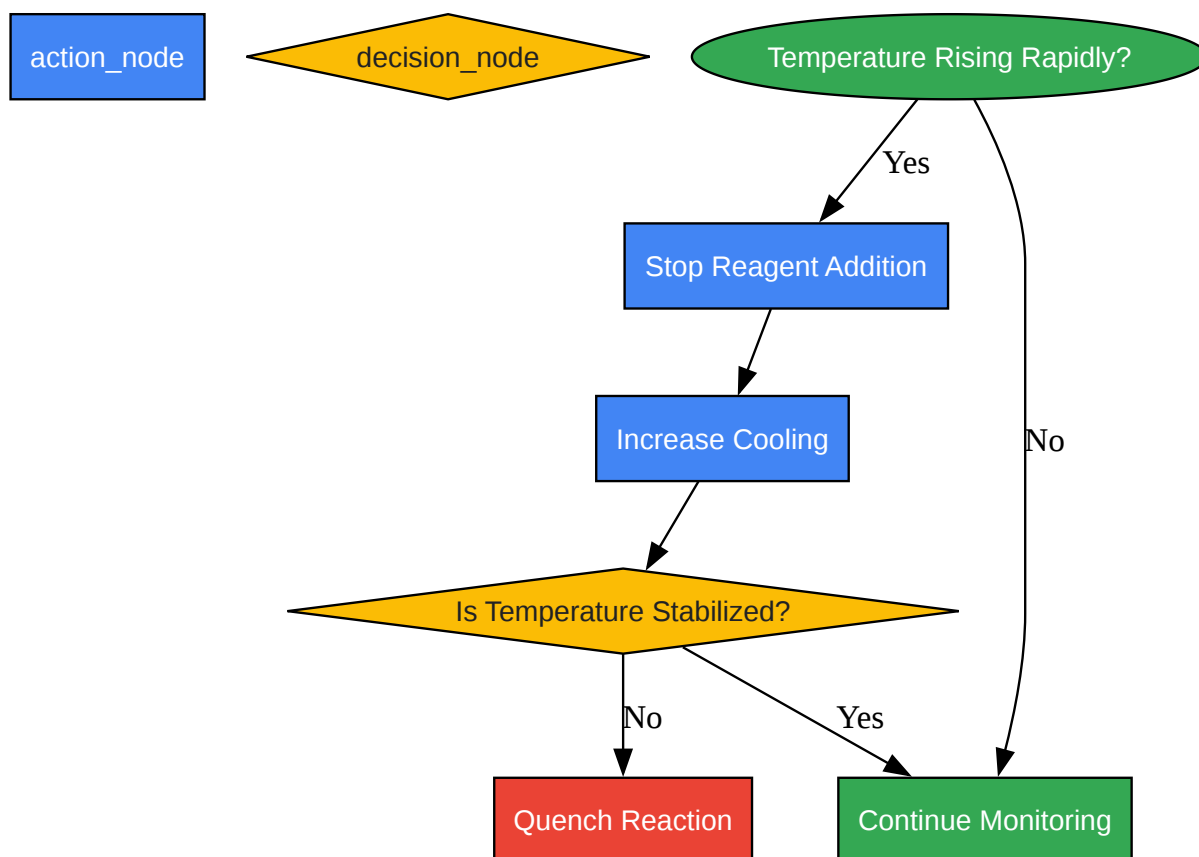 action_node
decision_node
Temperature Rising Rapidly?
Yes
Stop Reagent Addition
Increase Cooling
No
Is Temperature Stabilized?
No
Yes
Quench Reaction
Continue Monitoring